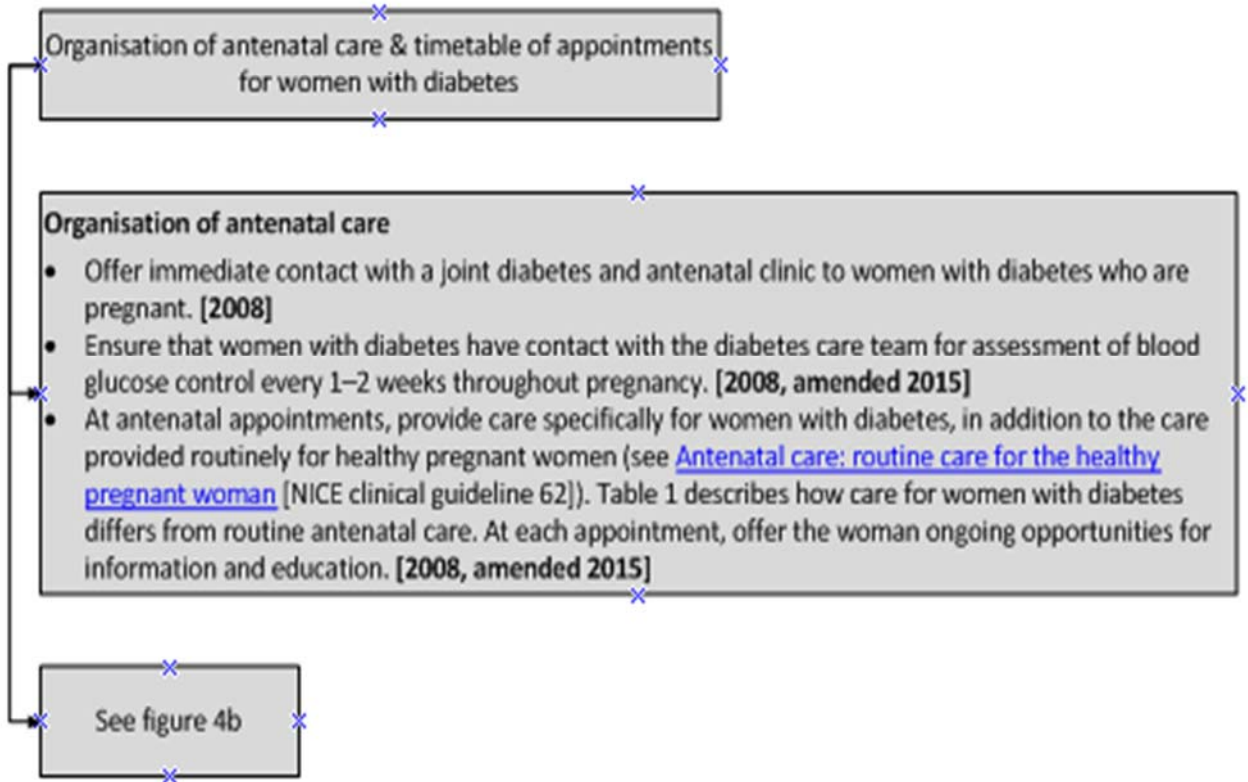 Organisation of antenatal care & timetable of appointments
for women with diabetes
Organisation of antenatal care
• Offer immediate contact with a joint diabetes and antenatal clinic to women with diabetes who are
pregnant. [2008]
• Ensure that women with diabetes have contact with the diabetes care team for assessment of blood
glucose control every 1–2 weeks throughout pregnancy. [2008, amended 2015]
• At antenatal appointments, provide care specifically for women with diabetes, in addition to the care
provided routinely for healthy pregnant women (see Antenatal care: routine care for the healthy
pregnant woman [NICE clinical guideline 62]). Table 1 describes how care for women with diabetes
differs from routine antenatal care. At each appointment, offer the woman ongoing opportunities for
information and education. [2008, amended 2015]
See figure 4b